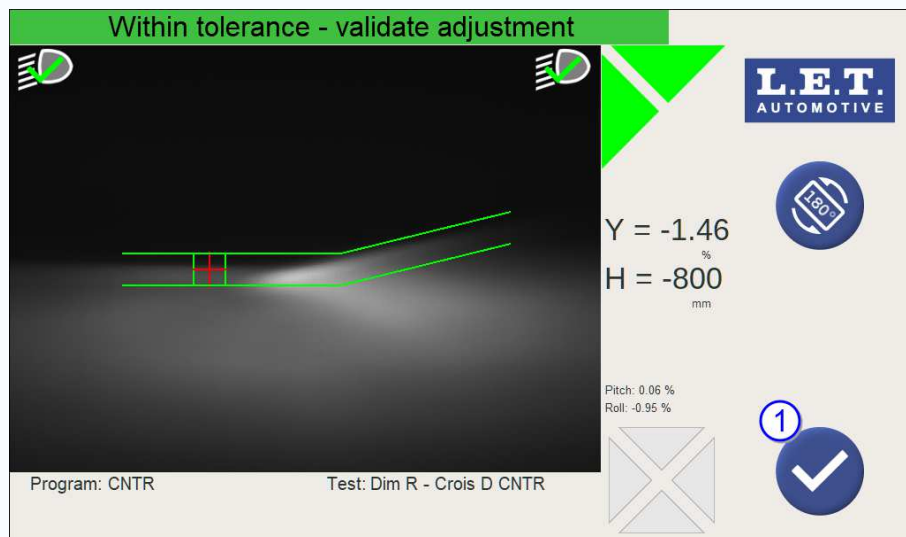 Within tolerance - validate adjustment
L.E.T.
AUTOMOTIVE
180°
Y = -1.46
%
H = -800
mm
Pitch: 0.06 %
Roll: -0.95 %
1
Program: CNTR
Test: Dim R - Crois D CNTR